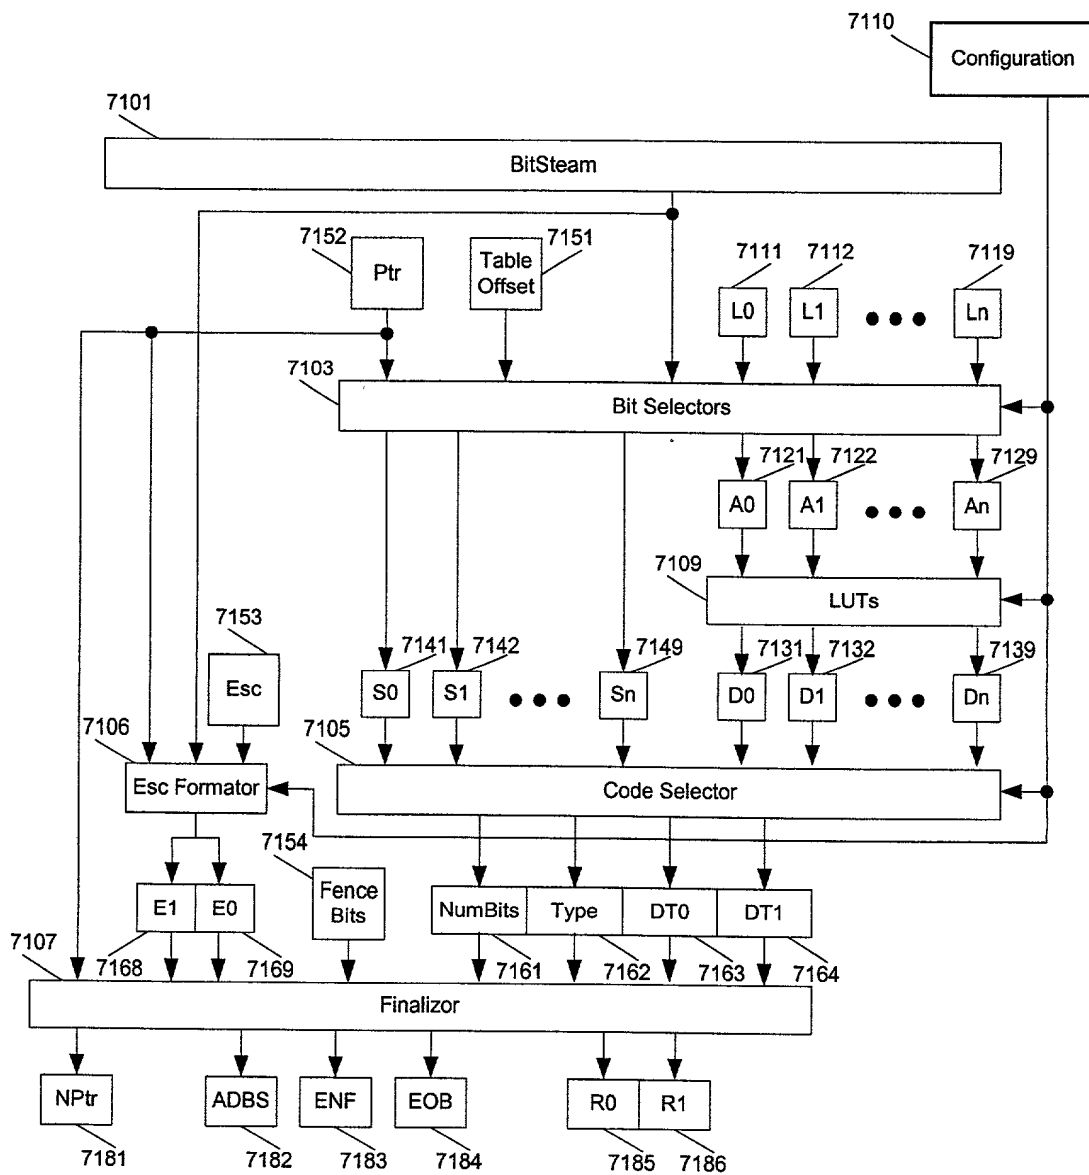 7110
Configuration
7101
BitSteam
7152
Ptr
7151
Table
Offset
7111
L0
7112
L1
7119
Ln
7103
Bit Selectors
7121
A0
7122
A1
7129
An
7109
LUTs
7153
Esc
7141
S0
7142
S1
7149
Sn
7131
D0
7132
D1
7139
Dn
7106
Esc Formator
7105
Code Selector
7154
Fence
Bits
E1
E0
NumBits
Type
DT0
DT1
7107
7168
7169
7161
7162
7163
7164
Finalizor
NPtr
ADBS
ENF
EOB
R0
R1
7181
7182
7183
7184
7185
7186